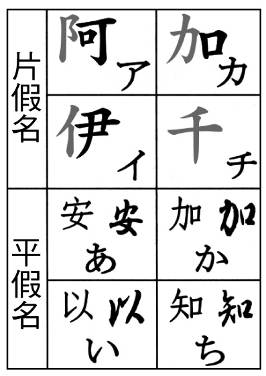 片假名
阿 ア 加 カ
伊 イ 千 チ
平假名
安 安 あ 加 加 か
以 以 い 知 知 ち